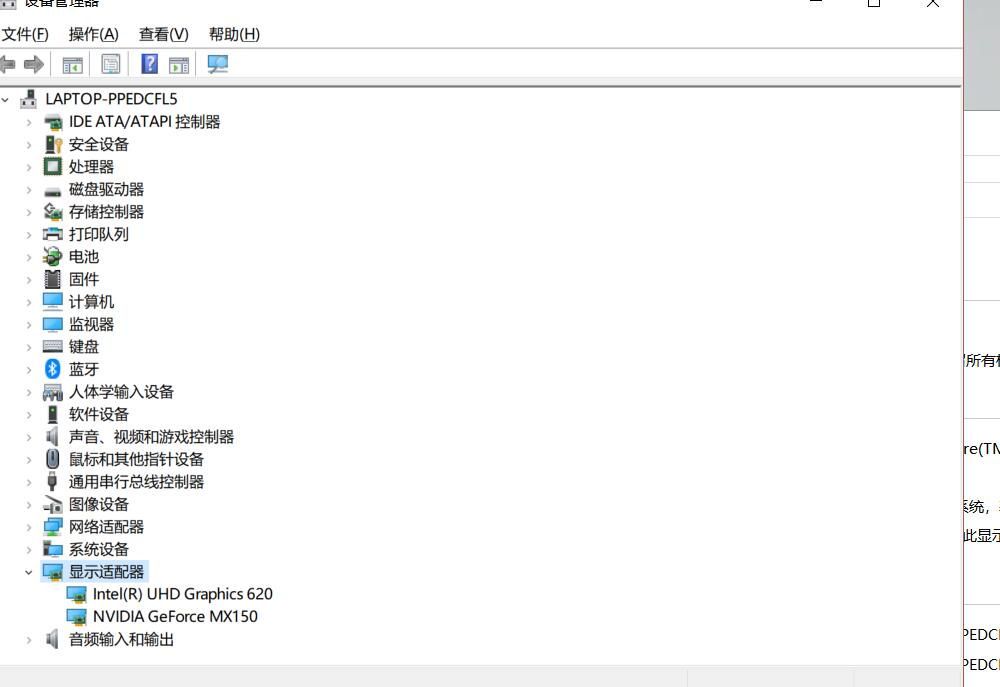 设备管理器
文件(F) 操作(A) 查看(V) 帮助(H)
LAPTOP-PPEDCFL5
IDE ATA/ATAPI 控制器
安全设备
处理器
磁盘驱动器
存储控制器
打印队列
电池
固件
计算机
监视器
键盘
蓝牙
人体学输入设备
软件设备
声音、视频和游戏控制器
鼠标和其他指针设备
通用串行总线控制器
图像设备
网络适配器
系统设备
显示适配器
Intel(R) UHD Graphics 620
NVIDIA GeForce MX150
音频输入和输出
所有
re(TM
系统,
此显示
PEDC
PEDC